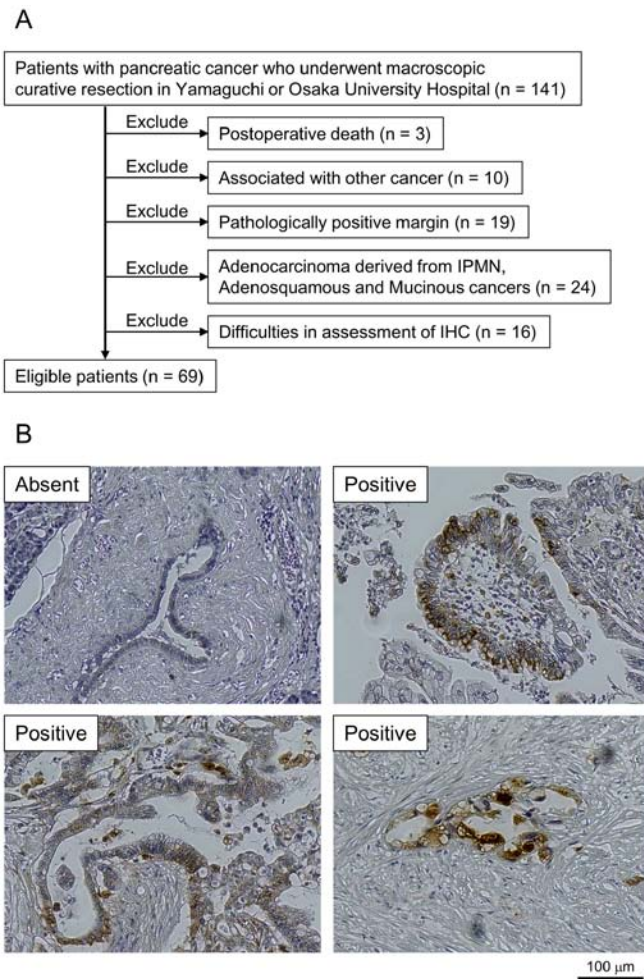 A
Patients with pancreatic cancer who underwent macroscopic
curative resection in Yamaguchi or Osaka University Hospital (n = 141)
Exclude
Postoperative death (n = 3)
Exclude
Associated with other cancer (n = 10)
Exclude
Pathologically positive margin (n = 19)
Exclude
Adenocarcinoma derived from IPMN,
Adenosquamous and Mucinous cancers (n = 24)
Exclude
Difficulties in assessment of IHC (n = 16)
Eligible patients (n = 69)
B
Absent
Positive
Positive
Positive
100 μm